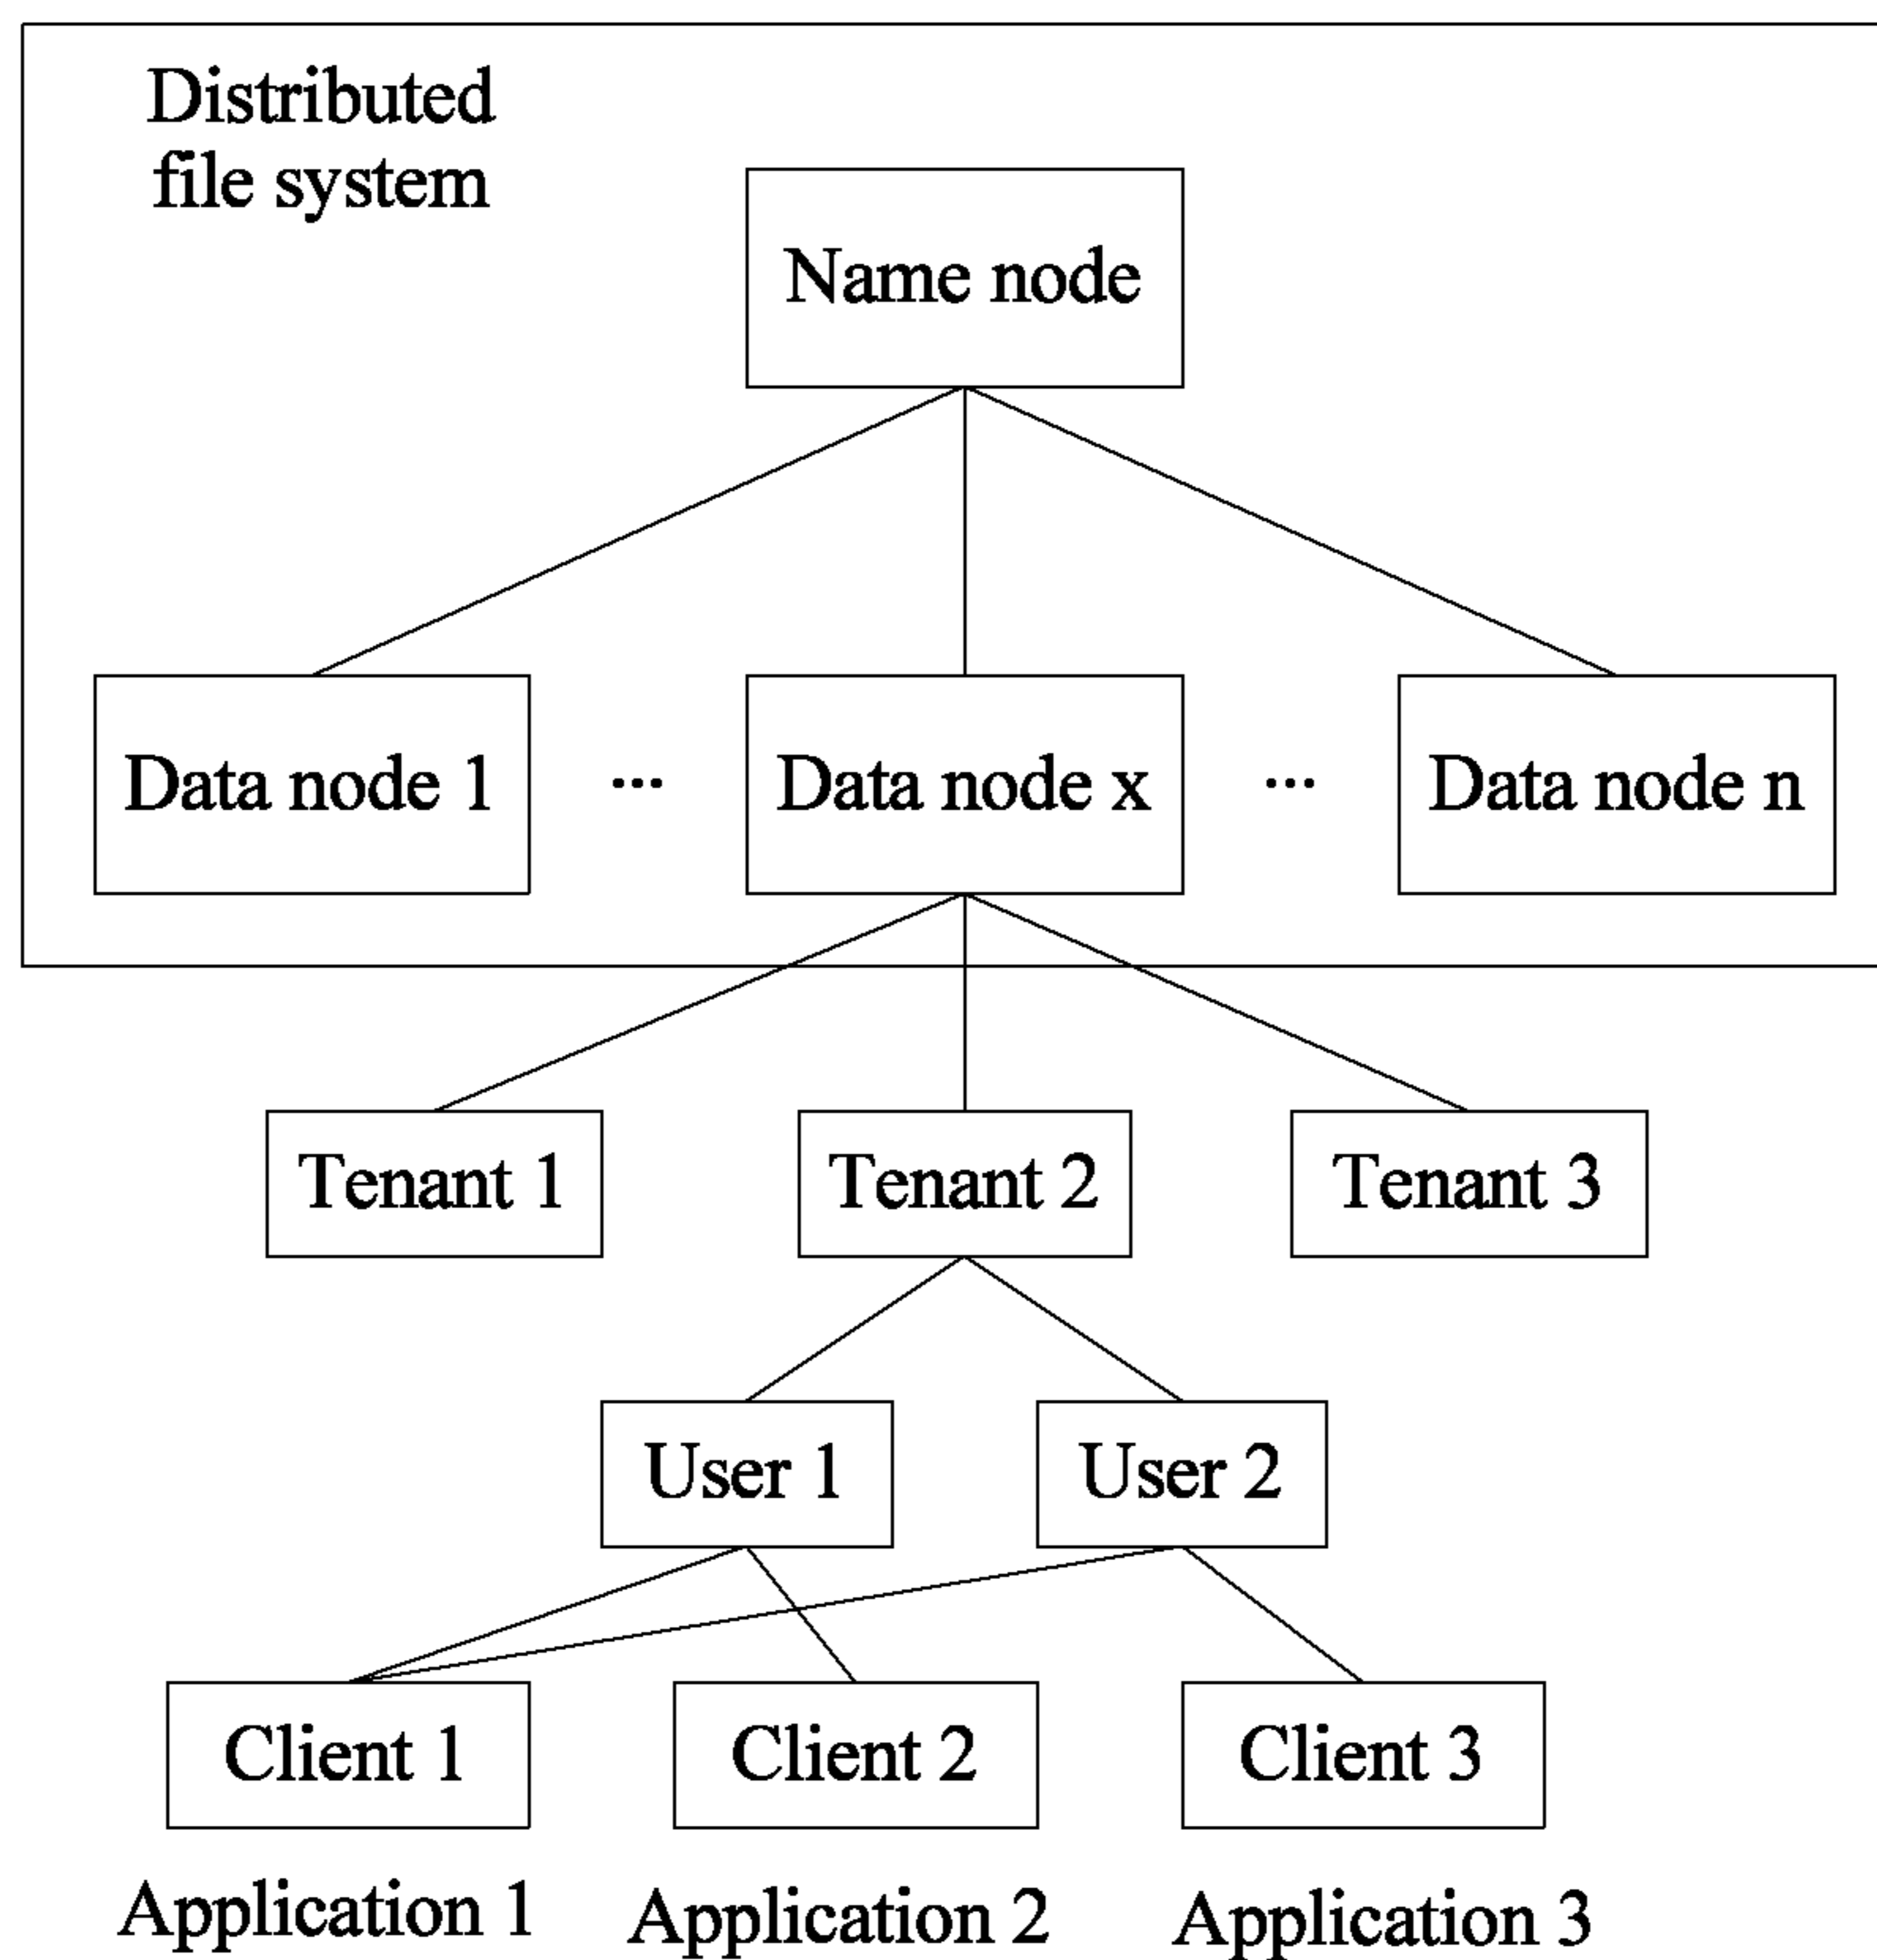 Distributed
file system
Name node
Data node 1
...
Data node x
...
Data node n
Tenant 1
Tenant 2
Tenant 3
User 1
User 2
Client 1
Client 2
Client 3
Application 1
Application 2
Application 3